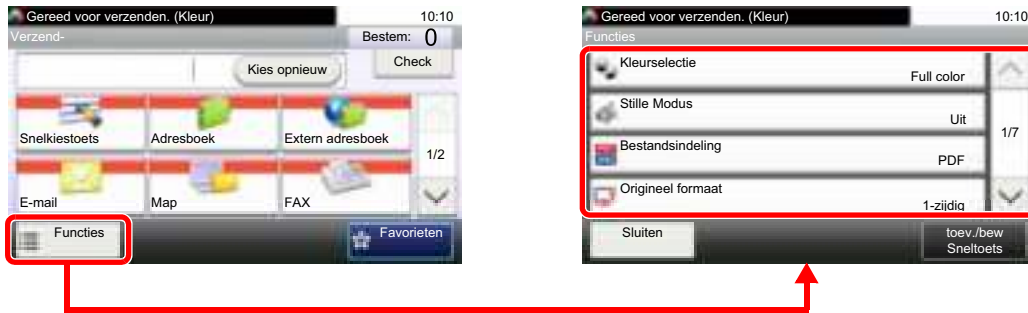 Gereed voor verzenden. (Kleur) 10:10
Verzend- Bestem: 0
Kies opnieuw Check
Snelkiestoets Adresboek Extern adresboek
1/2
E-mail Map FAX
Functies Favorieten
Gereed voor verzenden. (Kleur) 10:10
Functies
Kleurselectie
Full color
Stille Modus
Uit
1/7
Bestandsindeling
PDF
Origineel formaat
1-zijdig
Sluiten toev./bew
Sneltoets